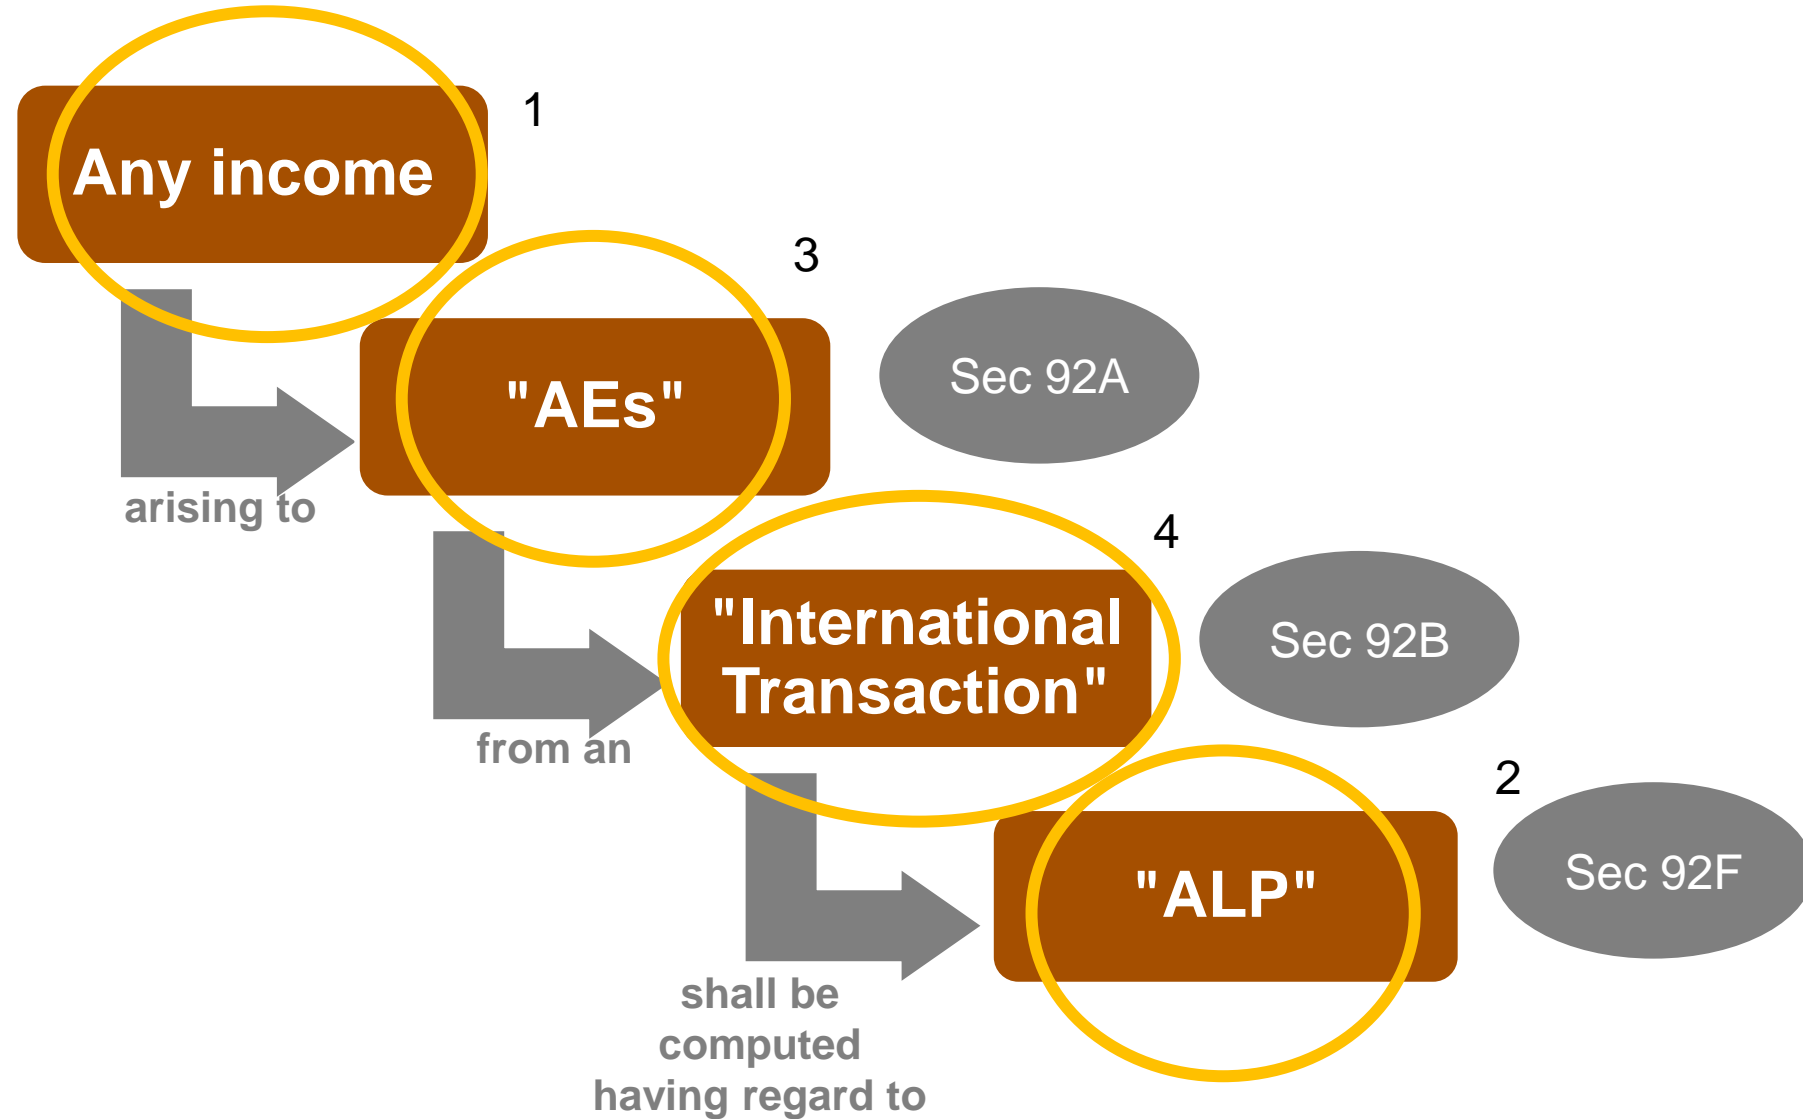 1
Any income
3
"AEs"
Sec 92A
arising to
4
"International
Transaction"
Sec 92B
from an
2
"ALP"
Sec 92F
shall be
computed
having regard to